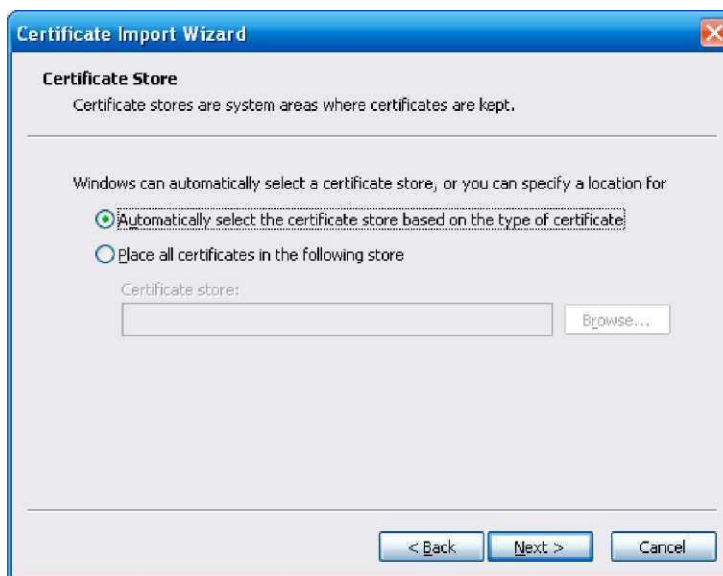 Certificate Import Wizard
Certificate Store
Certificate stores are system areas where certificates are kept.
Windows can automatically select a certificate store, or you can specify a location for
Automatically select the certificate store based on the type of certificate
Place all certificates in the following store
Certificate store:
Browse...
< Back
Next >
Cancel